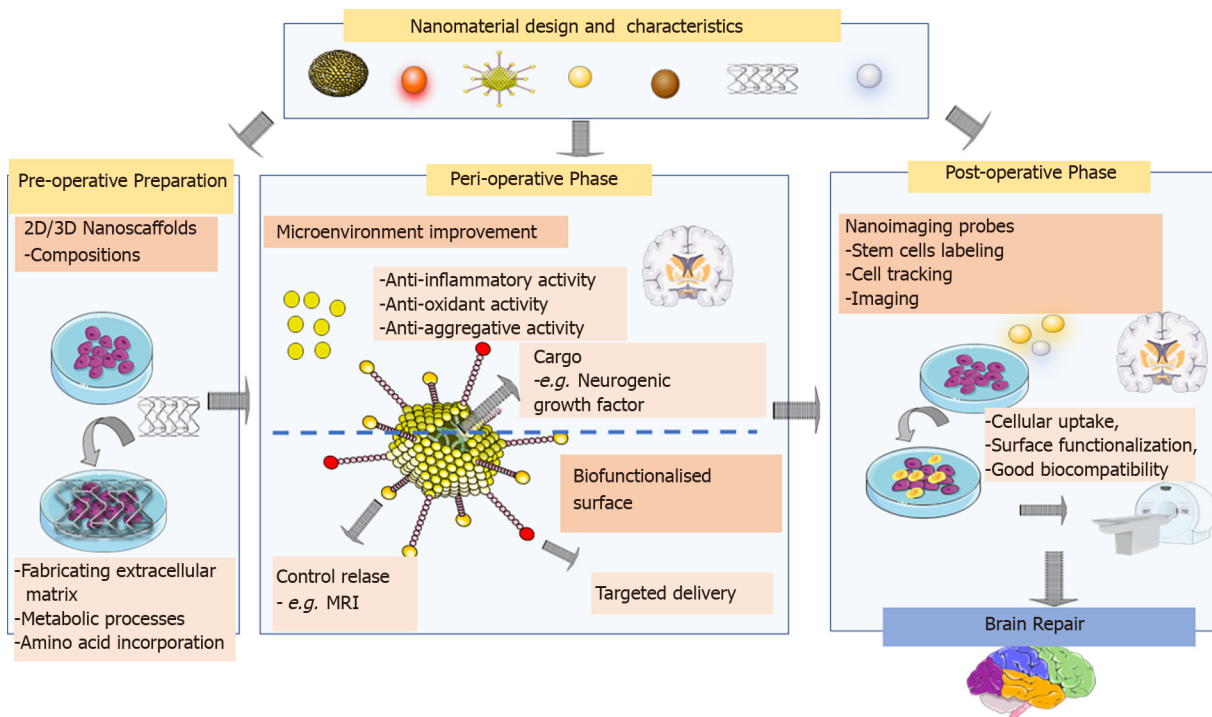 Nanomaterial design and characteristics
Pre-operative Preparation
2D/3D Nanoscaffolds
-Compositions
-Fabricating extracellular
matrix
-Metabolic processes
-Amino acid incorporation
Peri-operative Phase
Microenvironment improvement
-Anti-inflammatory activity
-Anti-oxidant activity
-Anti-aggregative activity
Cargo
-e.g. Neurogenic
growth factor
Biofunctionalised
surface
Control relase
- e.g. MRI
Targeted delivery
Post-operative Phase
Nanoimaging probes
-Stem cells labeling
-Cell tracking
-Imaging
-Cellular uptake,
-Surface functionalization,
-Good biocompatibility
Brain Repair